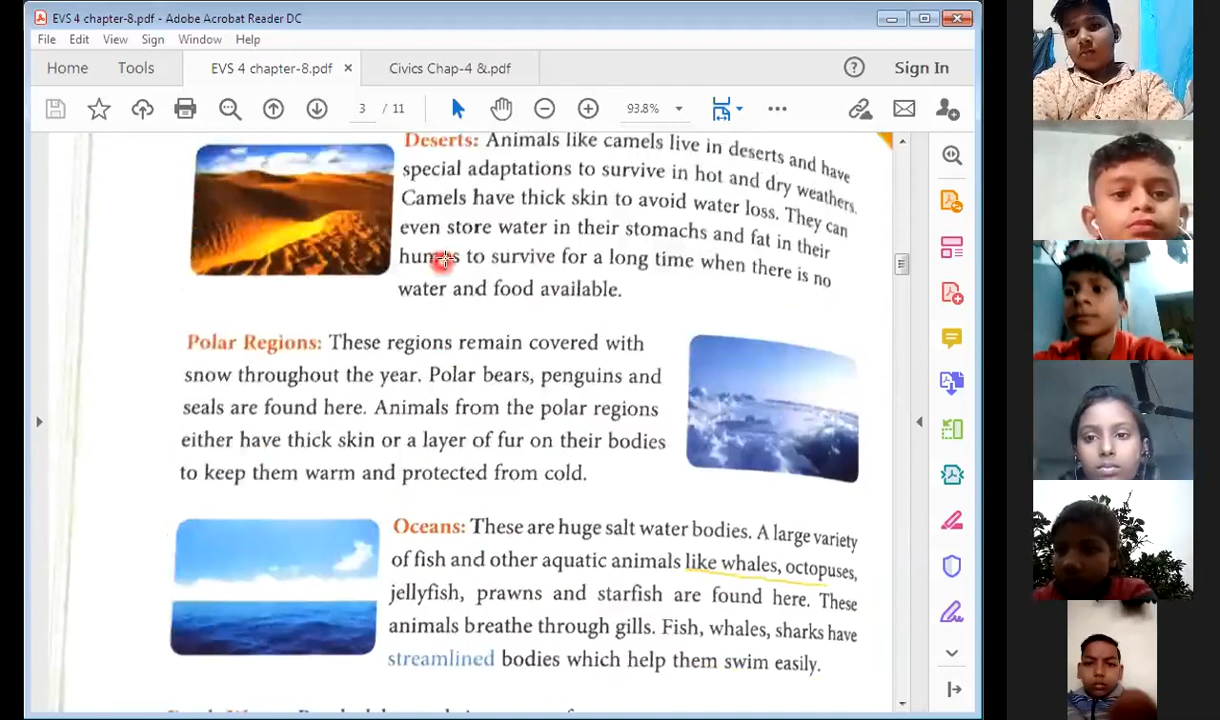 EVS 4 chapter-8.pdf - Adobe Acrobat Reader DC
File Edit View Sign Window Help
Home Tools EVS 4 chapter-8.pdf × Civics Chap-4 &.pdf ? Sign In
3 / 11 93.8%
Deserts: Animals like camels live in deserts and have
special adaptations to survive in hot and dry weathers.
Camels have thick skin to avoid water loss. They can
even store water in their stomachs and fat in their
to survive for a long time when there is no
water and food available.
Polar Regions: These regions remain covered with
snow throughout the year. Polar bears, penguins and
seals are found here. Animals from the polar regions
either have thick skin or a layer of fur on their bodies
to keep them warm and protected from cold.
Oceans: These are huge salt water bodies. A large variety
of fish and other aquatic animals like whales, octopuses,
jellyfish, prawns and starfish are found here. These
animals breathe through gills. Fish, whales, sharks have
streamlined bodies which help them swim easily.